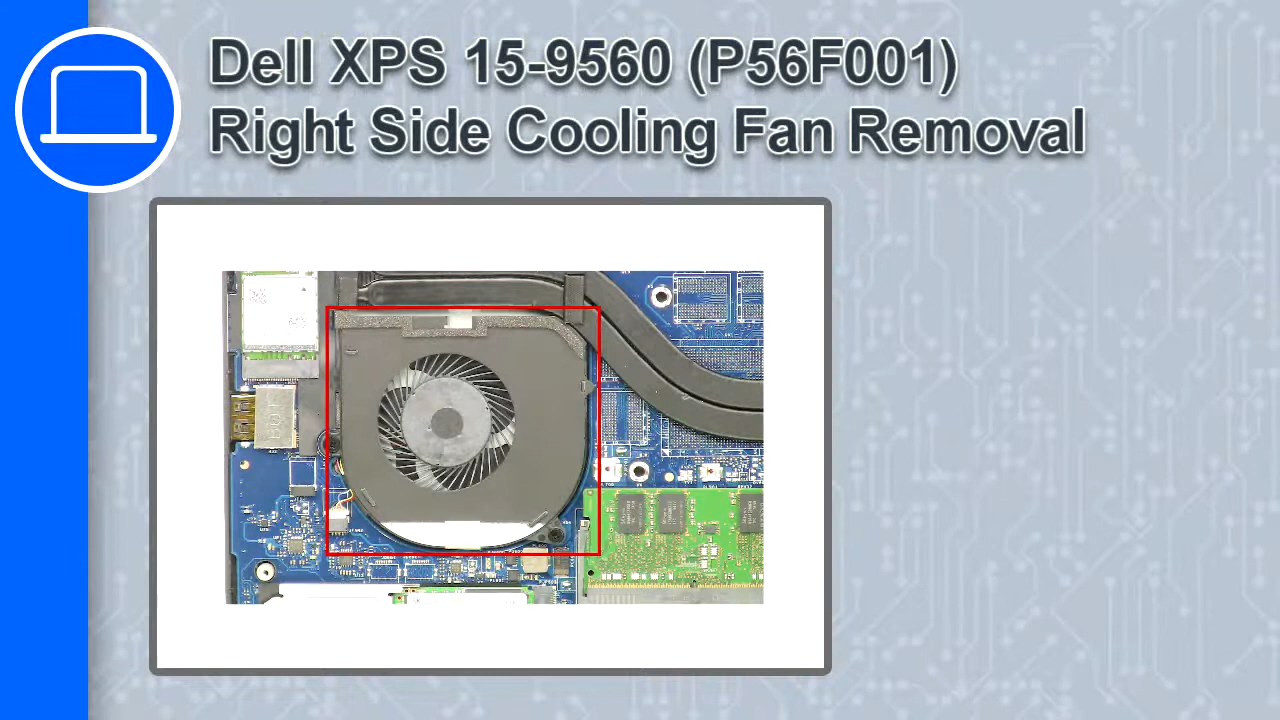 Dell XPS 15-9560 (P56F001)
Right Side Cooling Fan Removal